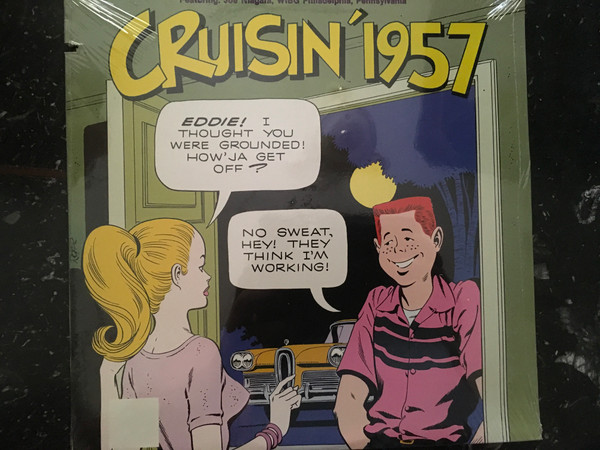 Featuring: Joe Niagara, WIBG Philadelphia, Pennsylvania
CRUISIN' 1957
EDDIE! I
THOUGHT YOU
WERE GROUNDED!
HOW'JA GET
OFF?
NO SWEAT,
HEY! THEY
THINK I'M
WORKING!